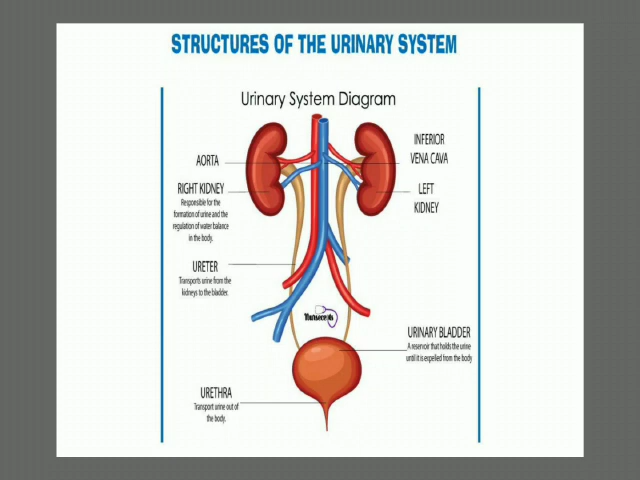 STRUCTURES OF THE URINARY SYSTEM
Urinary System Diagram
AORTA
INFERIOR
VENA CAVA
RIGHT KIDNEY
Responsible for the
formation of urine and the
regulation of water balance
in the body.
LEFT
KIDNEY
URETER
Transports urine from the
kidneys to the bladder.
URINARY BLADDER
A reservoir that holds the urine
until it is expelled from the body
URETHRA
Transport urine out of
the body.